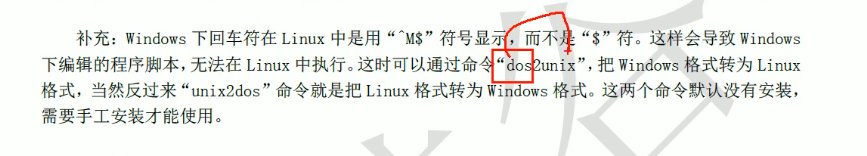 补充：Windows 下回车符在 Linux 中是用“^M$”符号显示，而不是“$”符。这样会导致 Windows
下编辑的程序脚本，无法在 Linux 中执行。这时可以通过命令“dos2unix”，把 Windows 格式转为 Linux
格式，当然反过来“unix2dos”命令就是把 Linux 格式转为 Windows 格式。这两个命令默认没有安装，
需要手工安装才能使用。